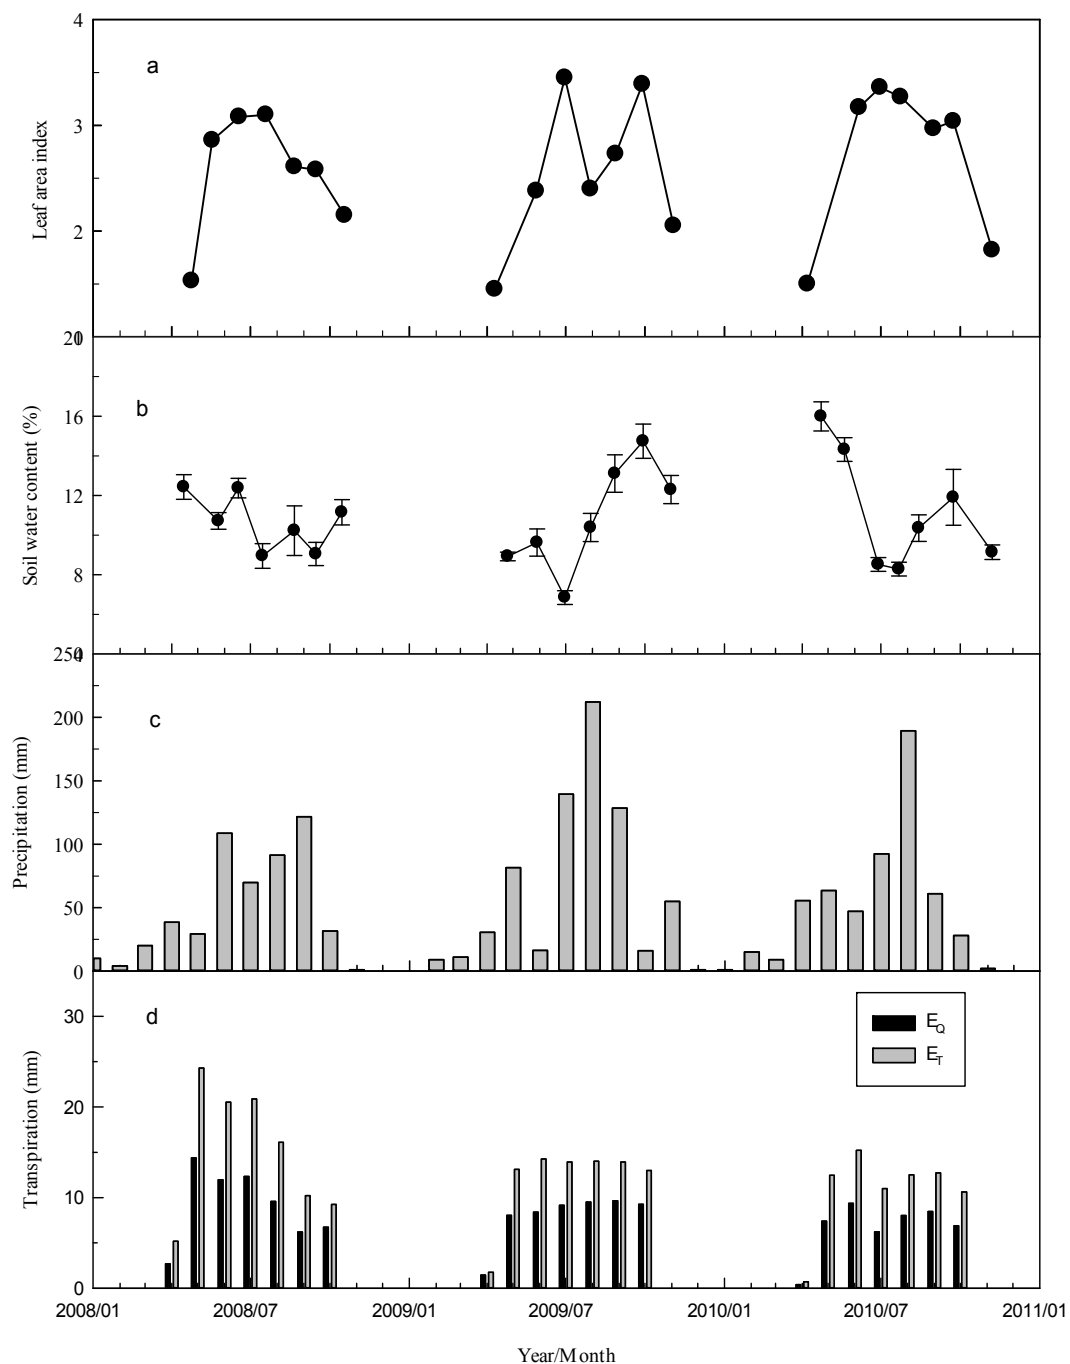 4
a
3
Leaf area index
2
1
20
b
16
Soil water content (%)
12
8
4
250
c
200
150
Precipitation (mm)
100
50
0
d
30
E_Q
E_T
20
Transpiration (mm)
10
0
2008/01 2008/07 2009/01 2009/07 2010/01 2010/07 2011/01
Year/Month